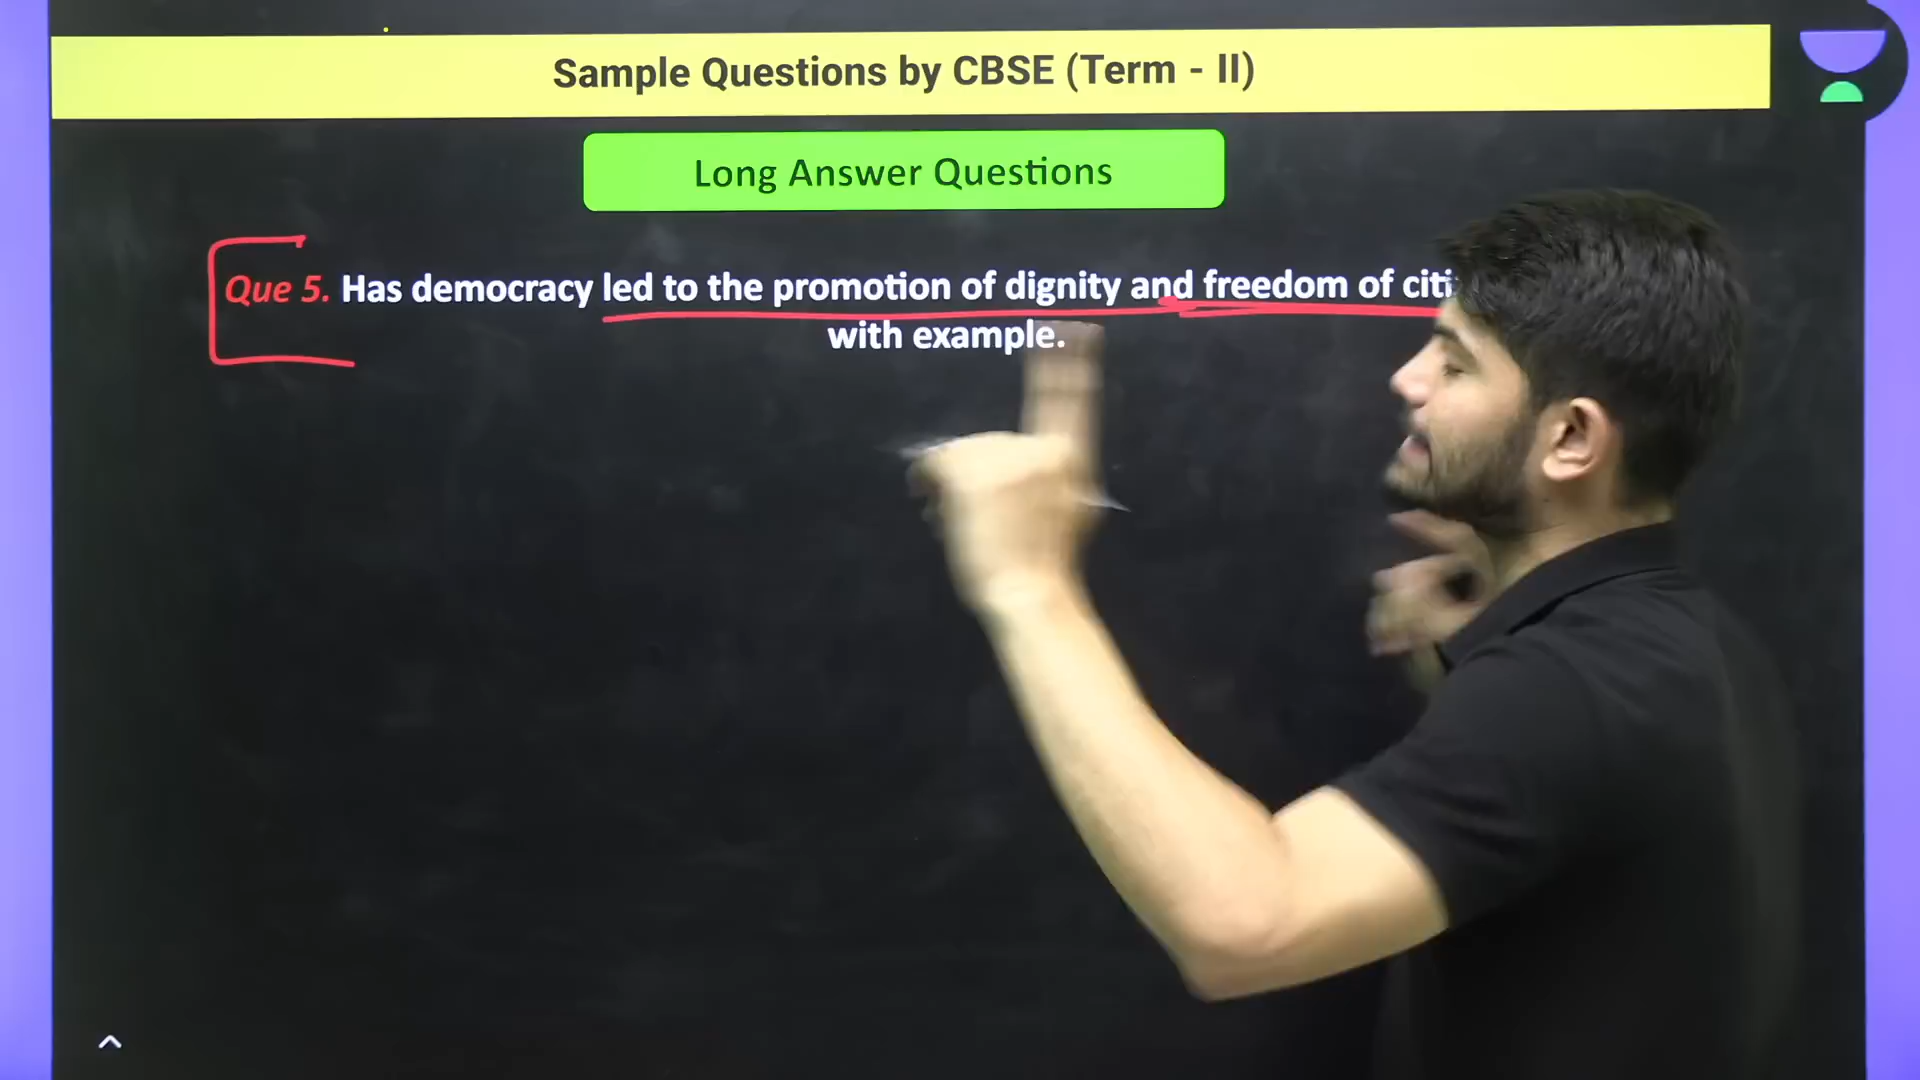 Sample Questions by CBSE (Term - II)
Long Answer Questions
Que 5. Has democracy led to the promotion of dignity and freedom of
with example.